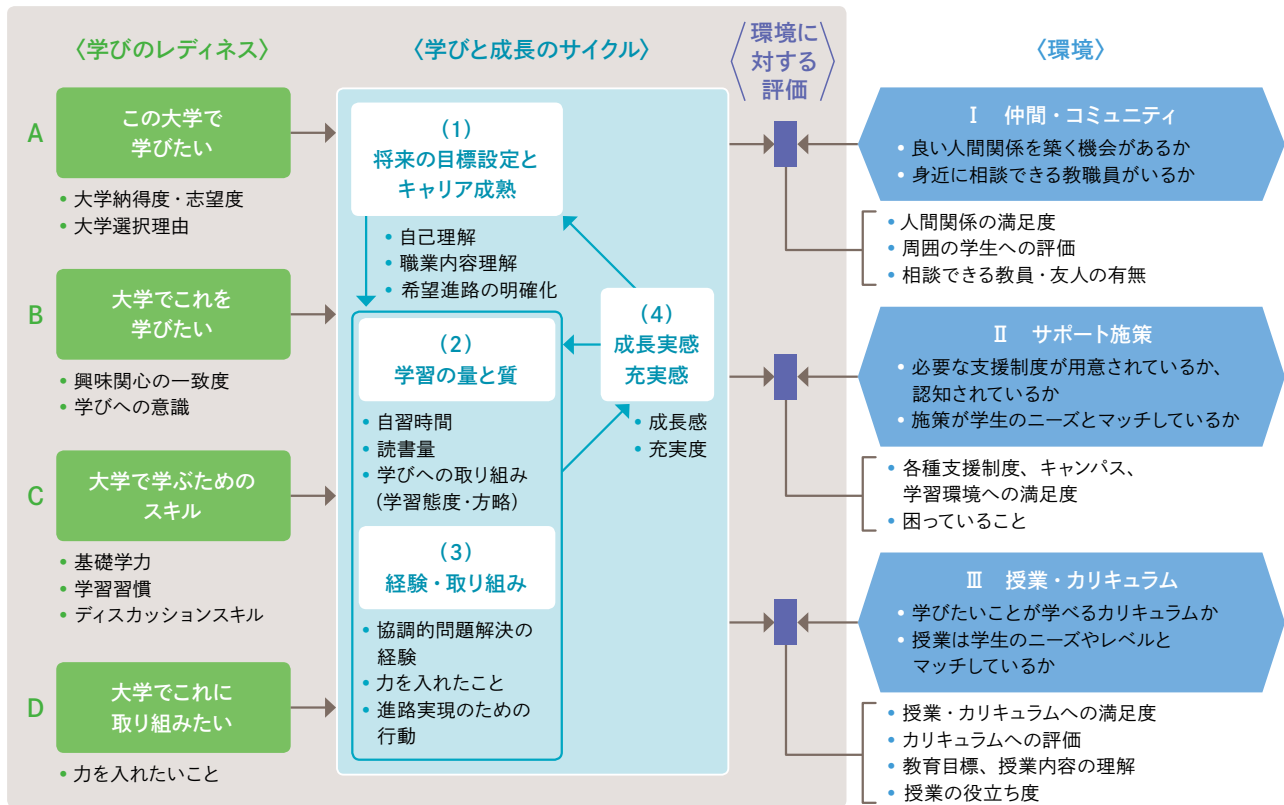 〈学びのレディネス〉
A
この大学で
学びたい
• 大学納得度・志望度
• 大学選択理由
B
大学でこれを
学びたい
• 興味関心の一致度
• 学びへの意識
C
大学で学ぶための
スキル
• 基礎学力
• 学習習慣
• ディスカッションスキル
D
大学でこれに
取り組みたい
• 力を入れたいこと
〈学びと成長のサイクル〉
(1)
将来の目標設定と
キャリア成熟
• 自己理解
• 職業内容理解
• 希望進路の明確化
(2)
学習の量と質
• 自習時間
• 読書量
• 学びへの取り組み
(学習態度・方略)
(3)
経験・取り組み
• 協調的問題解決の
経験
• 力を入れたこと
• 進路実現のための
行動
(4)
成長実感
充実感
• 成長感
• 充実度
〈環境に
対する
評価〉
〈環境〉
Ⅰ 仲間・コミュニティ
• 良い人間関係を築く機会があるか
• 身近に相談できる教職員がいるか
• 人間関係の満足度
• 周囲の学生への評価
• 相談できる教員・友人の有無
Ⅱ サポート施策
• 必要な支援制度が用意されているか、
認知されているか
• 施策が学生のニーズとマッチしているか
• 各種支援制度、キャンパス、
学習環境への満足度
• 困っていること
Ⅲ 授業・カリキュラム
• 学びたいことが学べるカリキュラムか
• 授業は学生のニーズやレベルと
マッチしているか
• 授業・カリキュラムへの満足度
• カリキュラムへの評価
• 教育目標、授業内容の理解
• 授業の役立ち度